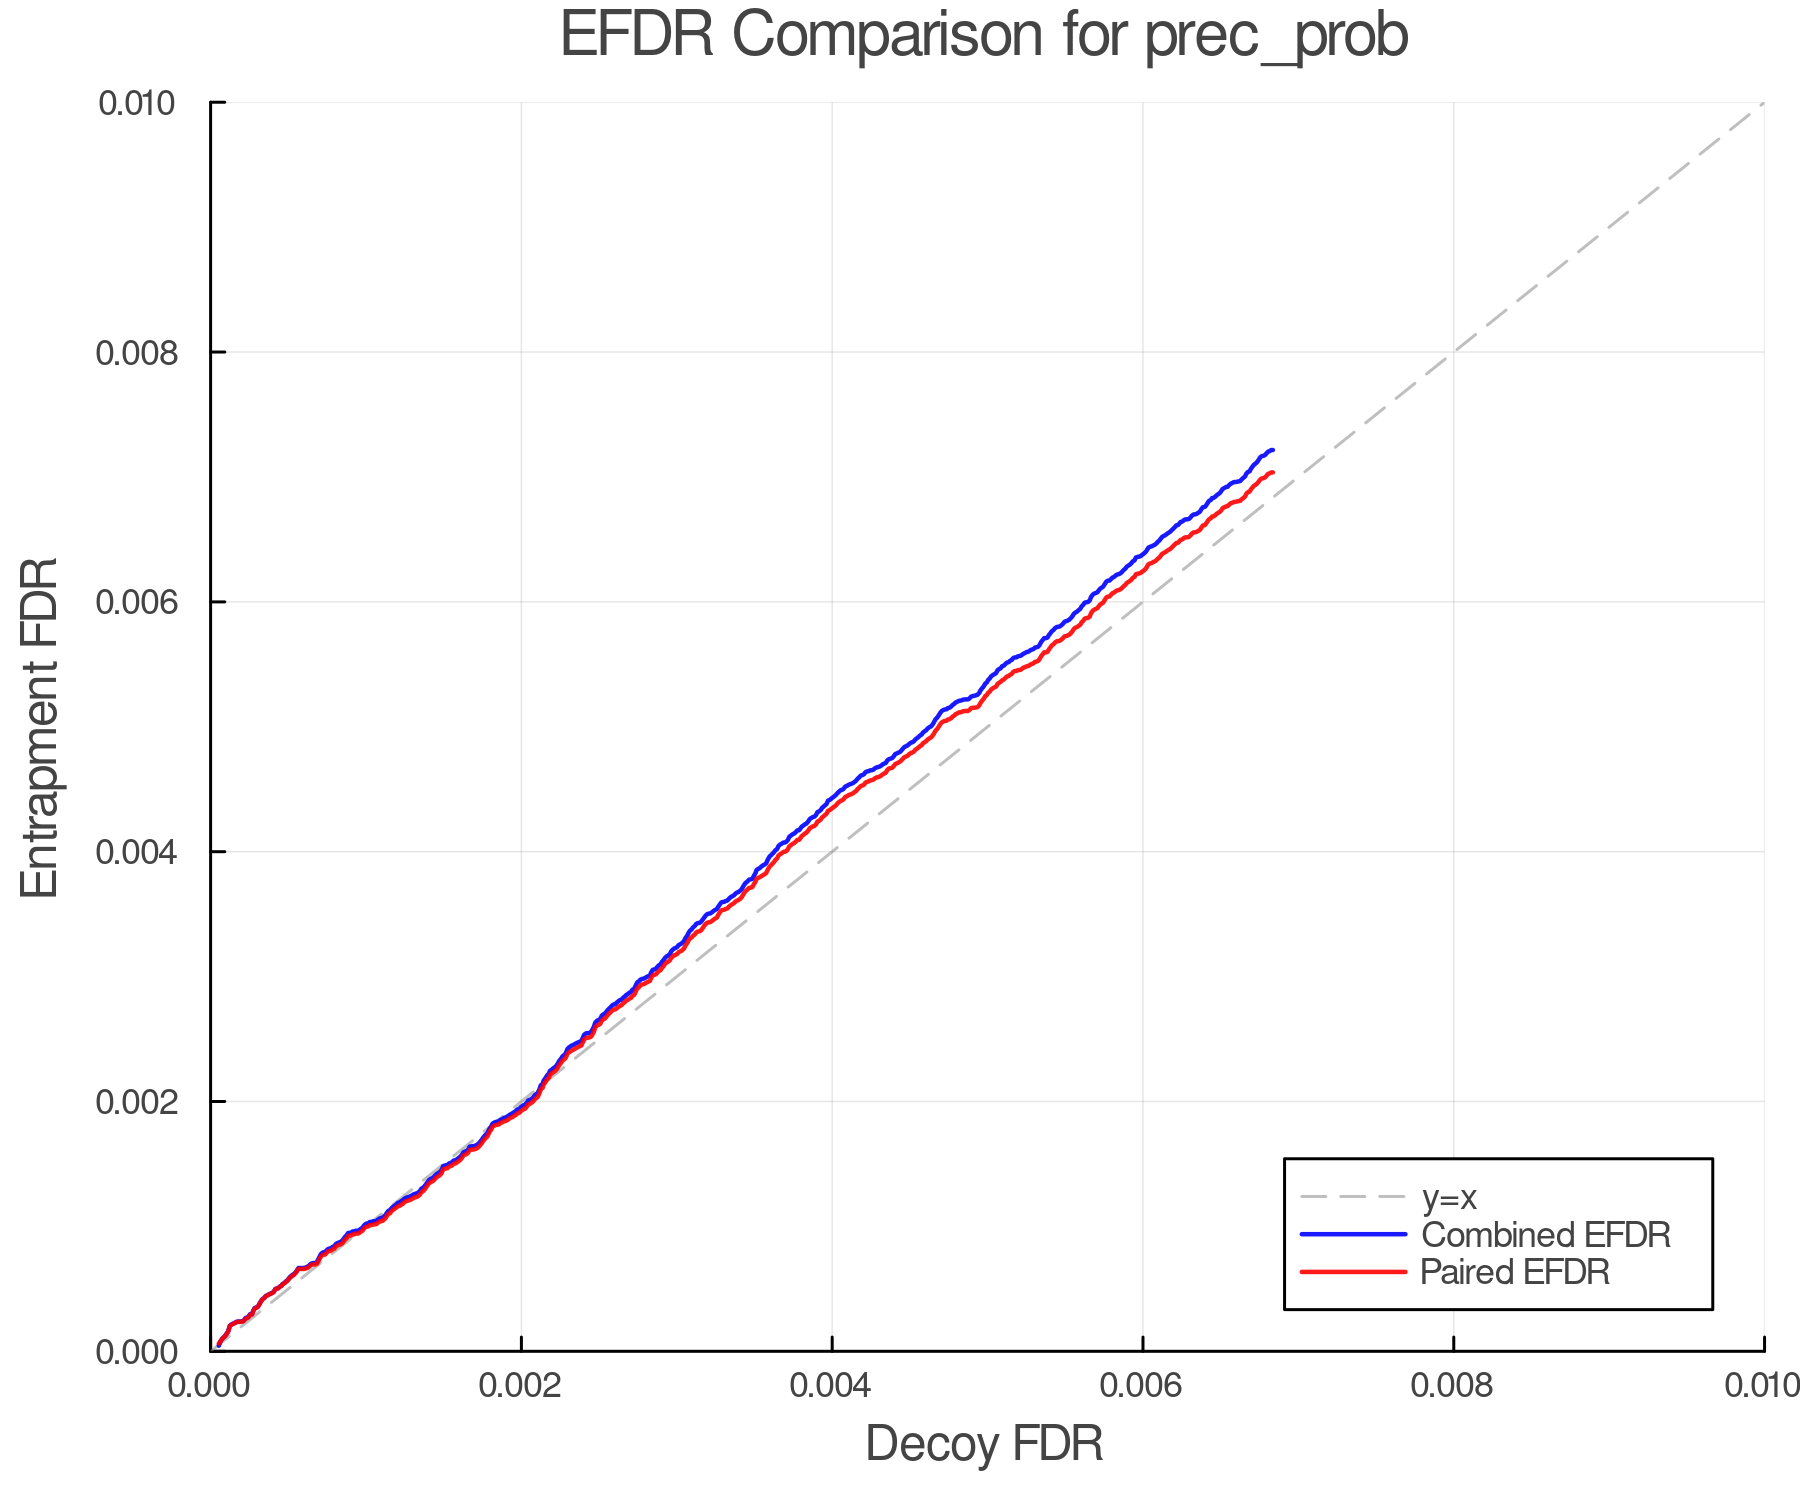 EFDR Comparison for prec_prob
0.010
0.008
0.006
0.004
0.002
0.000
Entrapment FDR
y=x
Combined EFDR
Paired EFDR
0.000 0.002 0.004 0.006 0.008 0.010
Decoy FDR